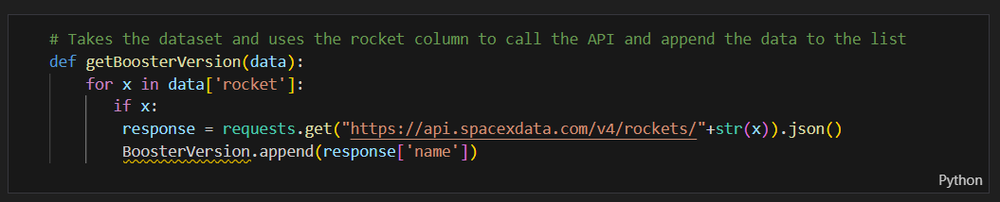 # Takes the dataset and uses the rocket column to call the API and append the data to the list
def getBoosterVersion(data):
    for x in data['rocket']:
       if x:
        response = requests.get("https://api.spacexdata.com/v4/rockets/"+str(x)).json()
        BoosterVersion.append(response['name'])
Python